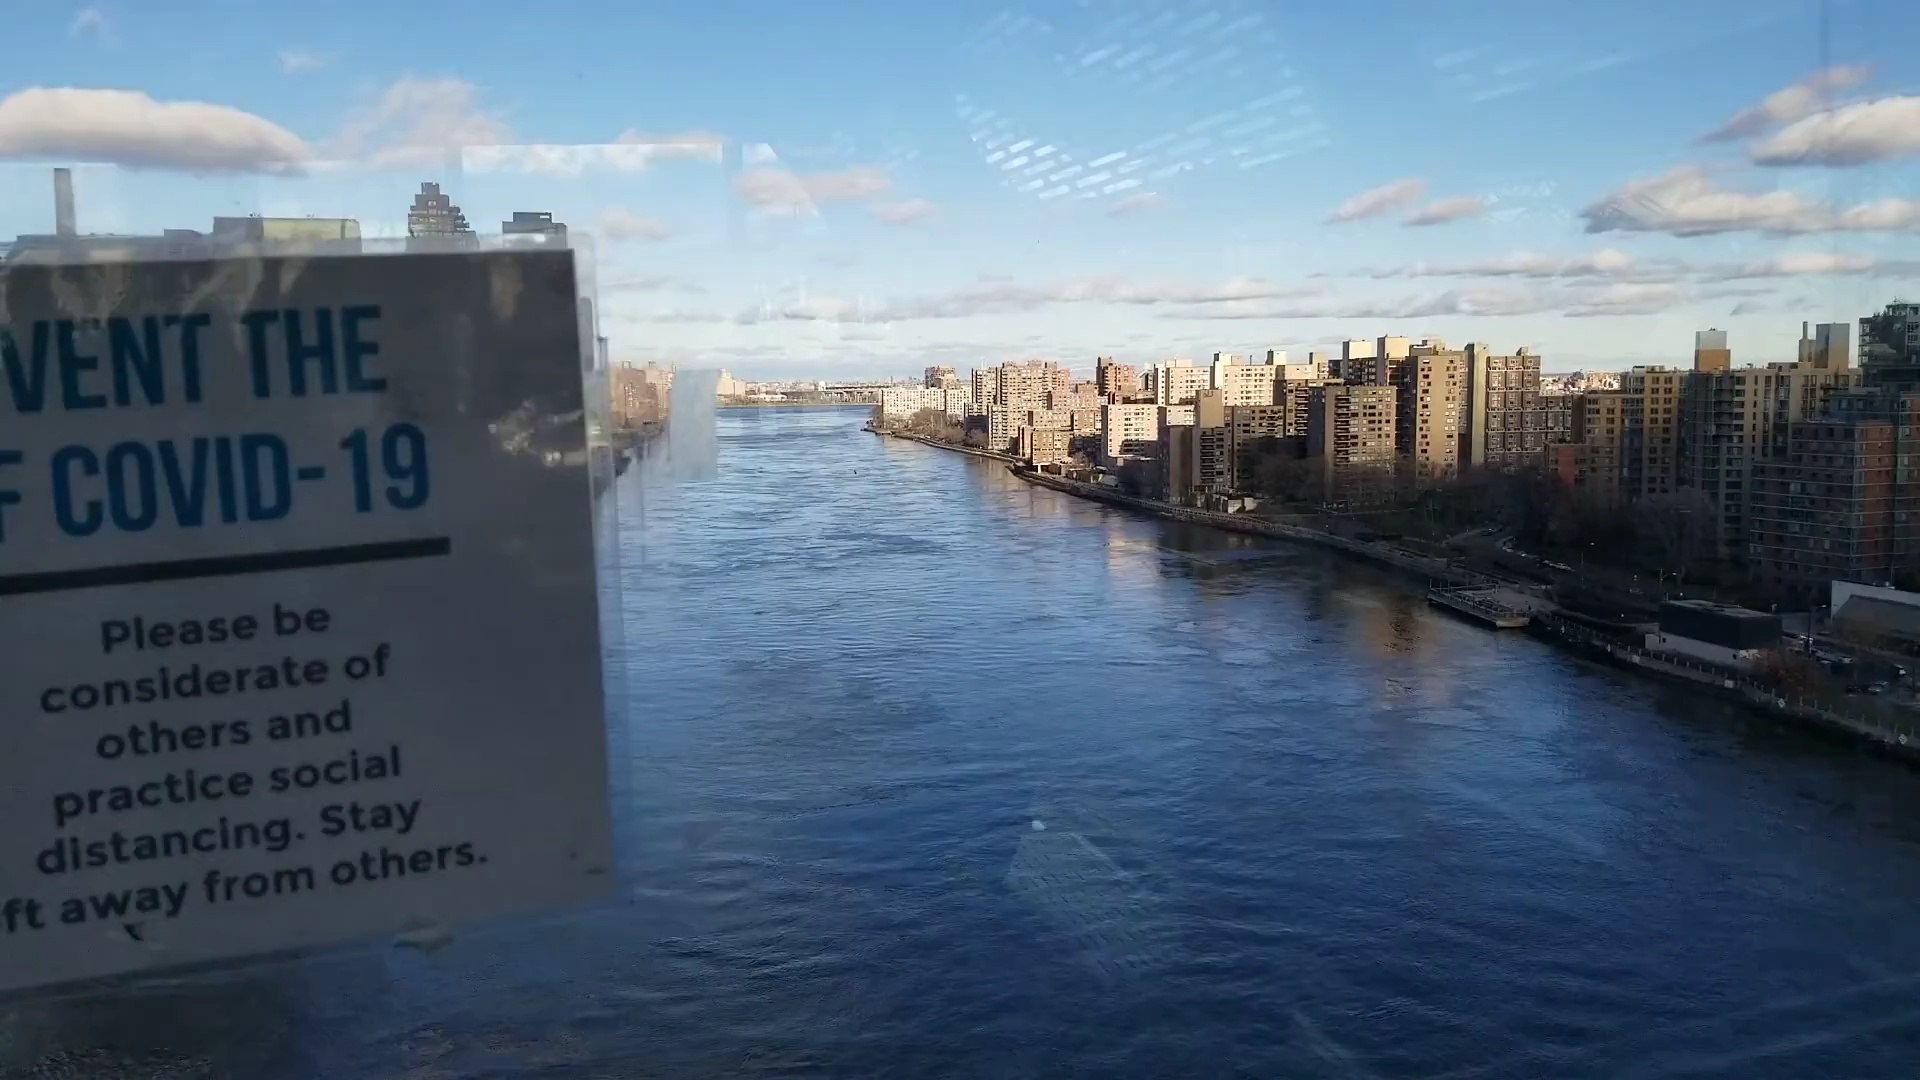 VENT THE
F COVID-19
Please be
considerate of
others and
practice social
distancing. Stay
ft away from others.